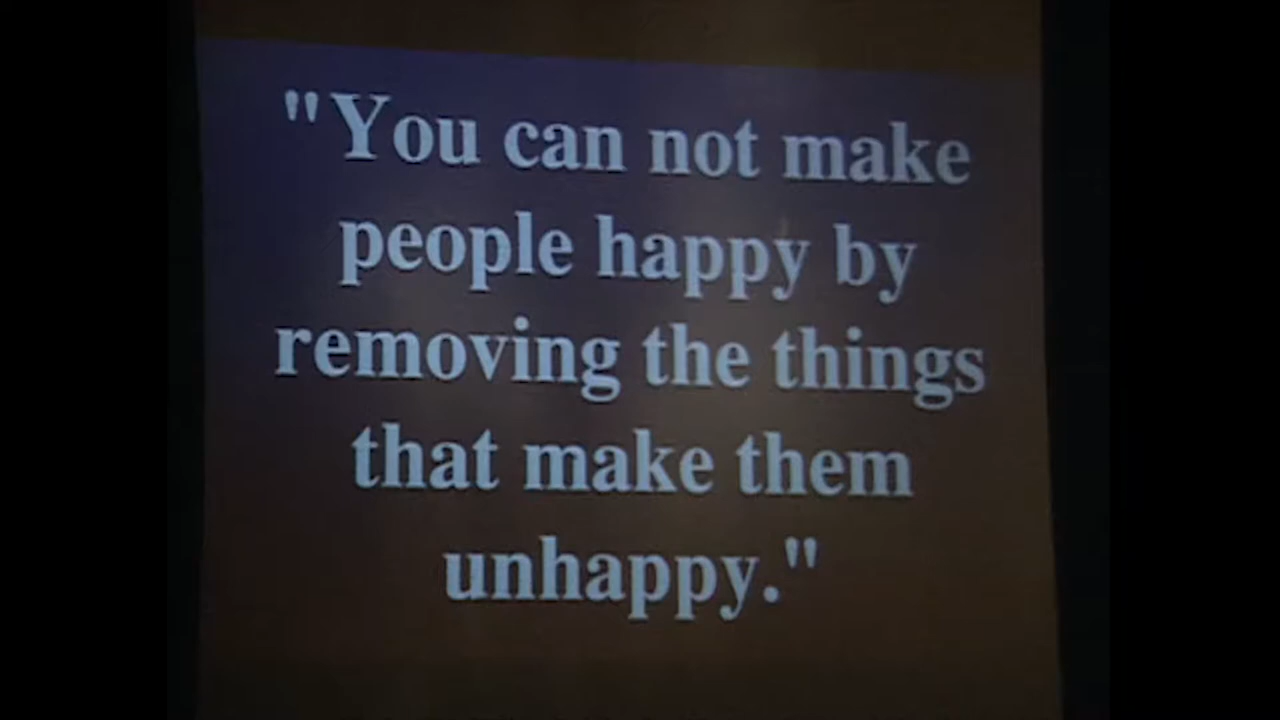 "You can not make
people happy by
removing the things
that make them
unhappy."